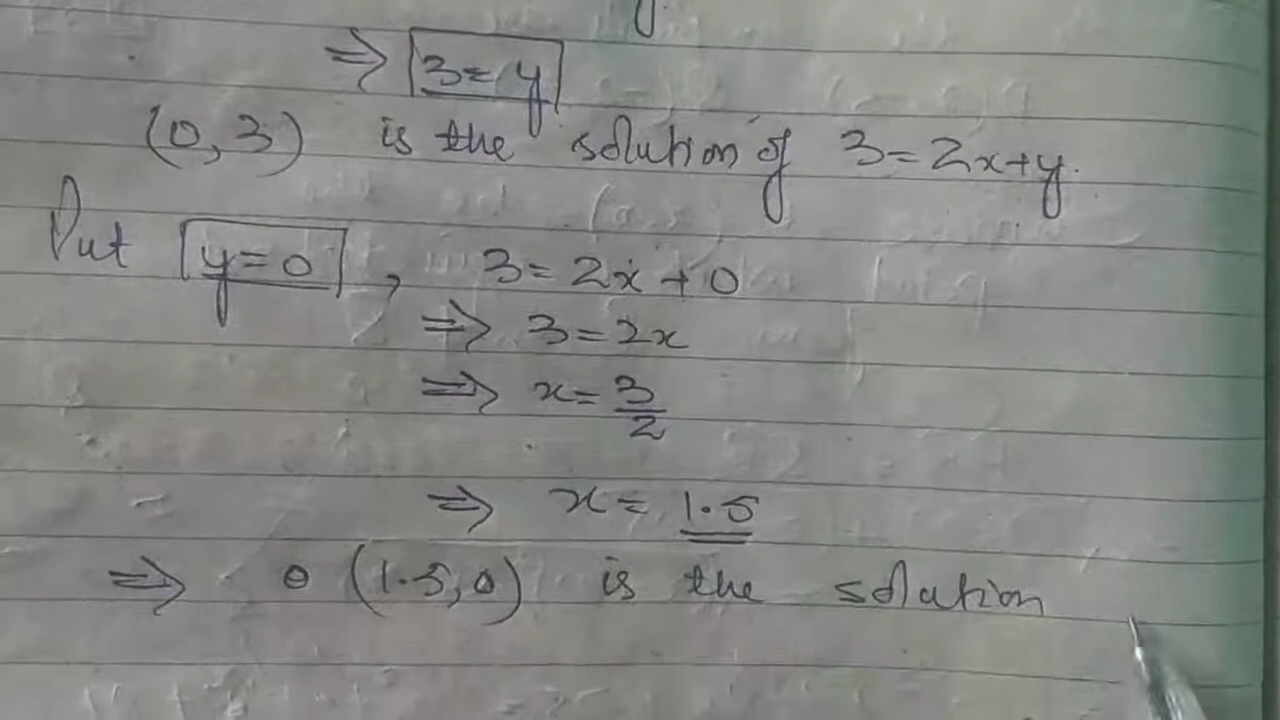 ⇒ 3 = y
(0, 3) is the solution of 3 = 2x + y.
Put y = 0, 3 = 2x + 0
⇒ 3 = 2x
⇒ x = 3/2
⇒ x = 1.5
⇒ (1.5, 0) is the solution